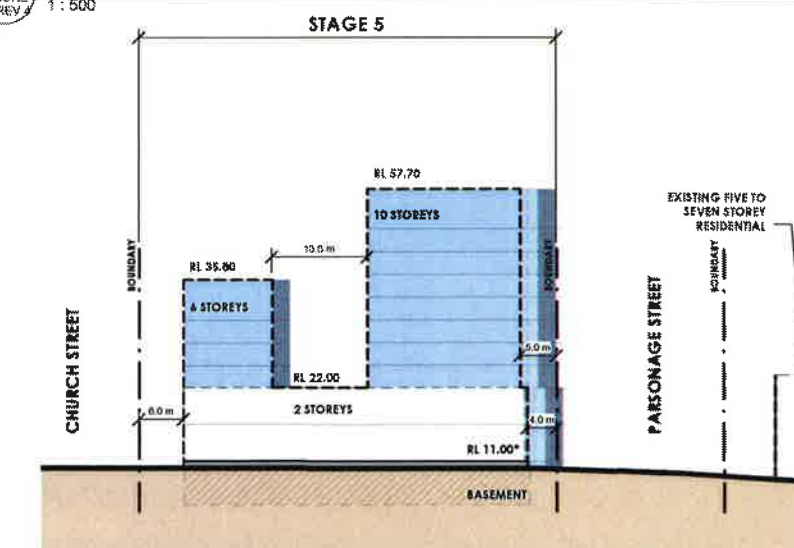 REV 4
1 : 500
STAGE 5
RL 57.70
10 STOREYS
EXISTING FIVE TO
SEVEN STOREY
RESIDENTIAL
BOUNDARY
RL 35.80
BOUNDARY
BOUNDARY
6 STOREYS
CHURCH STREET
PARSONAGE STREET
5.0 m
RL 22.00
6.0 m
2 STOREYS
4.0 m
RL 11.00*
BASEMENT